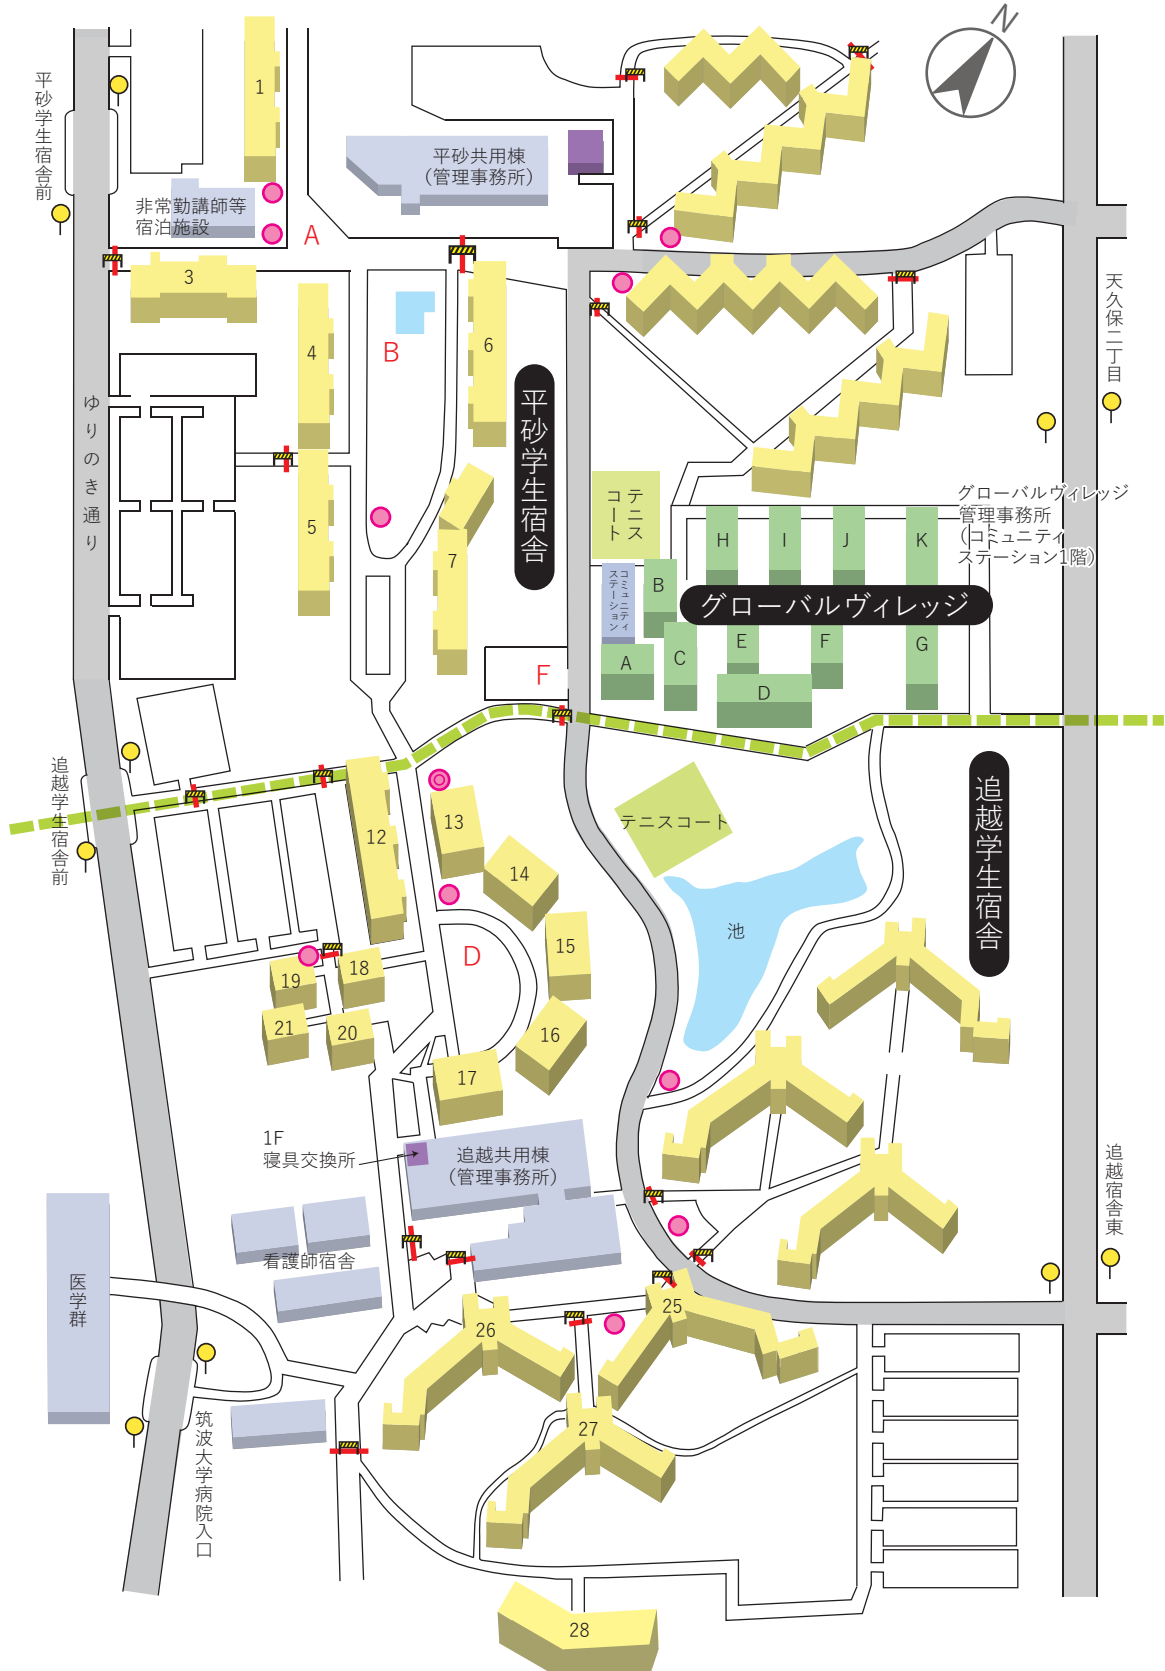 N
平砂学生宿舎前
1
平砂共用棟
（管理事務所）
非常勤講師等
宿泊施設
A
3
4
B
6
天久保二丁目
平砂学生宿舎
ゆりのき通り
5
7
テニス
コート
グローバルヴィレッジ
管理事務所
（コミュニティ
ステーション1階）
H
I
J
K
コミュニティ
ステーション
B
グローバルヴィレッジ
A
C
E
F
G
D
F
追越学生宿舎前
12
13
14
テニスコート
追越学生宿舎
池
15
D
18
19
21
20
16
17
1F
寝具交換所
追越共用棟
（管理事務所）
追越宿舎東
看護師宿舎
医学群
25
26
27
筑波大学病院入口
28